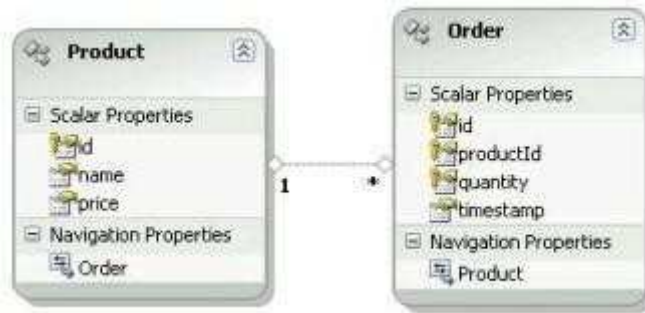 Product
Scalar Properties
id
name
price
Navigation Properties
Order
1
*
Order
Scalar Properties
id
productId
quantity
timestamp
Navigation Properties
Product